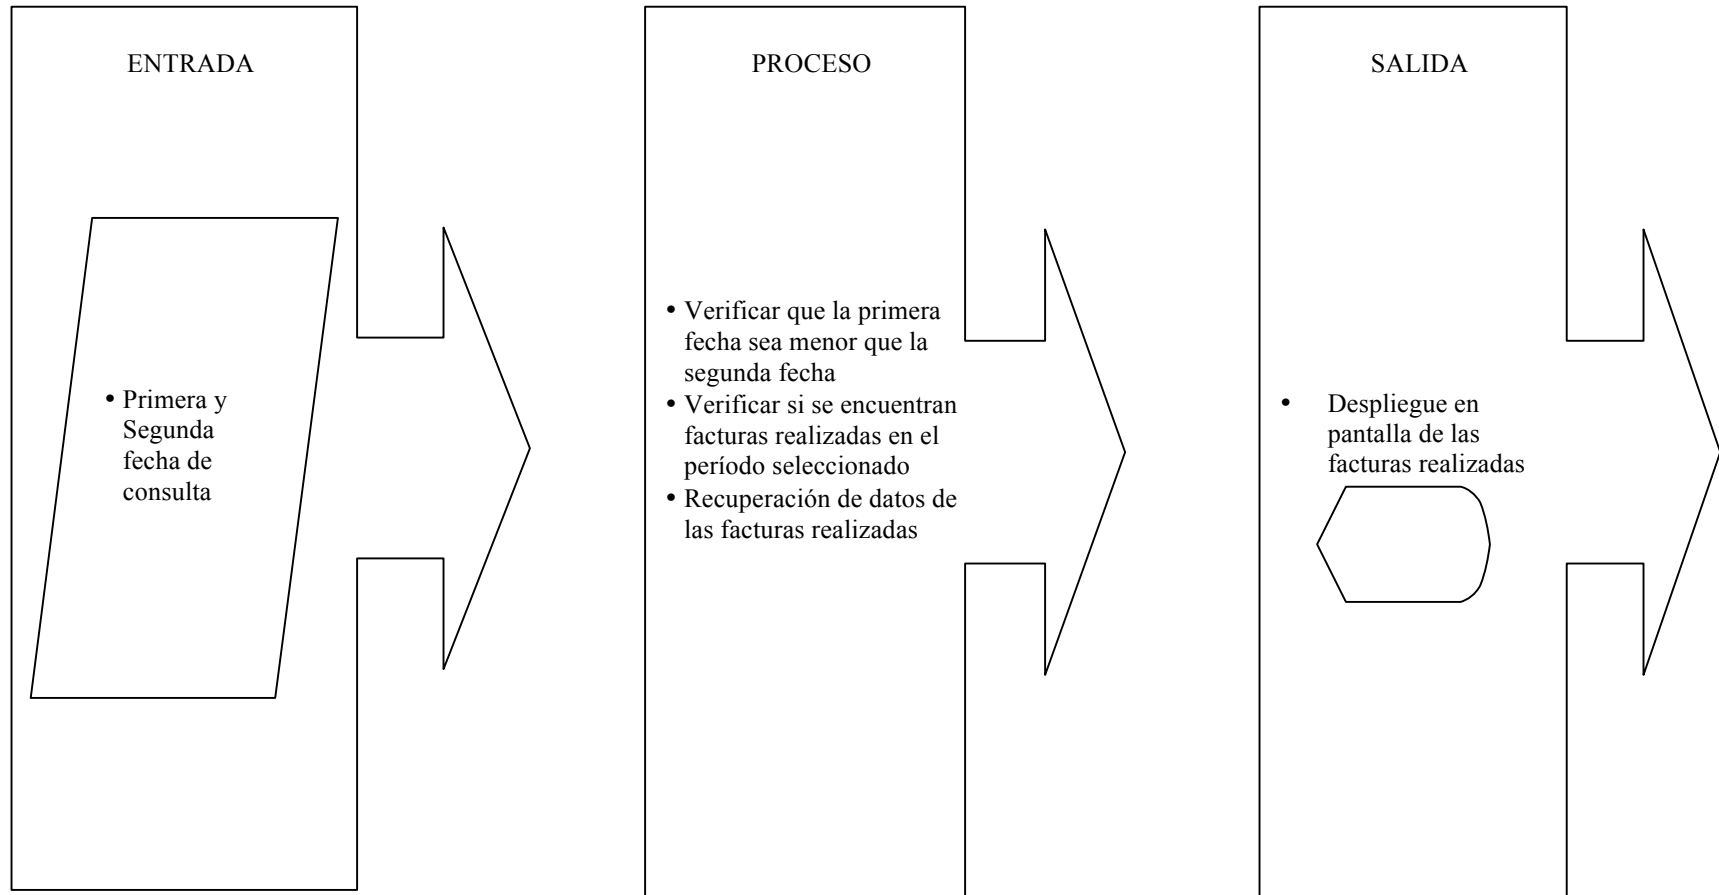 ENTRADA
• Primera y
Segunda
fecha de
consulta
PROCESO
• Verificar que la primera
fecha sea menor que la
segunda fecha
• Verificar si se encuentran
facturas realizadas en el
período seleccionado
• Recuperación de datos de
las facturas realizadas
SALIDA
• Despliegue en
pantalla de las
facturas realizadas